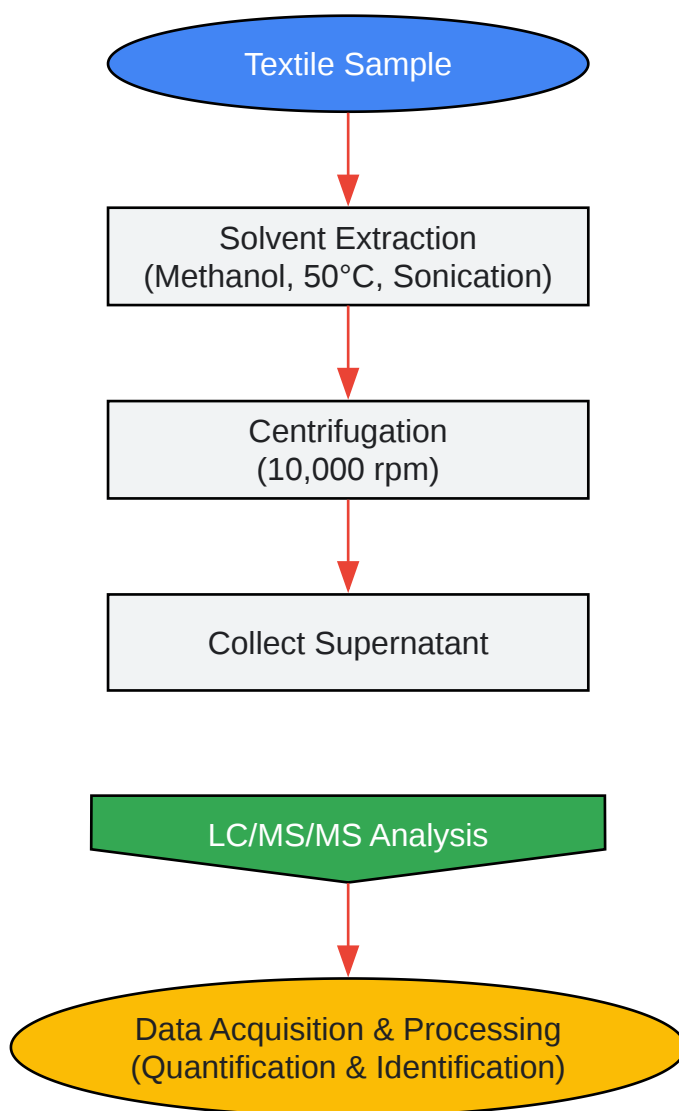 Textile Sample
Solvent Extraction
(Methanol, 50°C, Sonication)
Centrifugation
(10,000 rpm)
Collect Supernatant
LC/MS/MS Analysis
Data Acquisition & Processing
(Quantification & Identification)